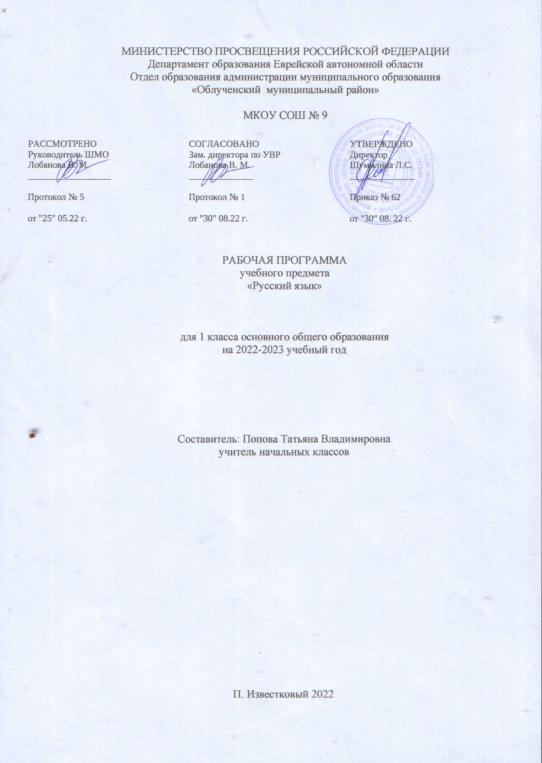 МИНИСТЕРСТВО ПРОСВЕЩЕНИЯ РОССИЙСКОЙ ФЕДЕРАЦИИ
Департамент образования Еврейской автономной области
Отдел образования администрации муниципального образования
«Облученский муниципальный район»
МКОУ СОШ № 9
РАССМОТРЕНО
Руководитель ШМО
Лобанова В. М.
Протокол № 5
от "25" 05.22 г.
СОГЛАСОВАНО
Зам. директора по УВР
Лобанова В. М.
Протокол № 1
от "30" 08.22 г.
УТВЕРЖДЕНО
Директор
Шумилина Л.С.
Приказ № 62
от "30" 08. 22 г.
РАБОЧАЯ ПРОГРАММА
учебного предмета
«Русский язык»
для 1 класса основного общего образования
на 2022-2023 учебный год
Составитель: Попова Татьяна Владимировна
учитель начальных классов
П. Известковый 2022